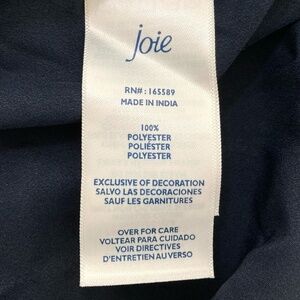 joie
RN#: 165589
MADE IN INDIA
100%
POLYESTER
POLIÉSTER
POLYESTER
EXCLUSIVE OF DECORATION
SALVO LAS DECORACIONES
SAUF LES GARNITURES
OVER FOR CARE
VOLTEAR PARA CUIDADO
VOIR DIRECTIVES
D'ENTRETIEN AU VERSO